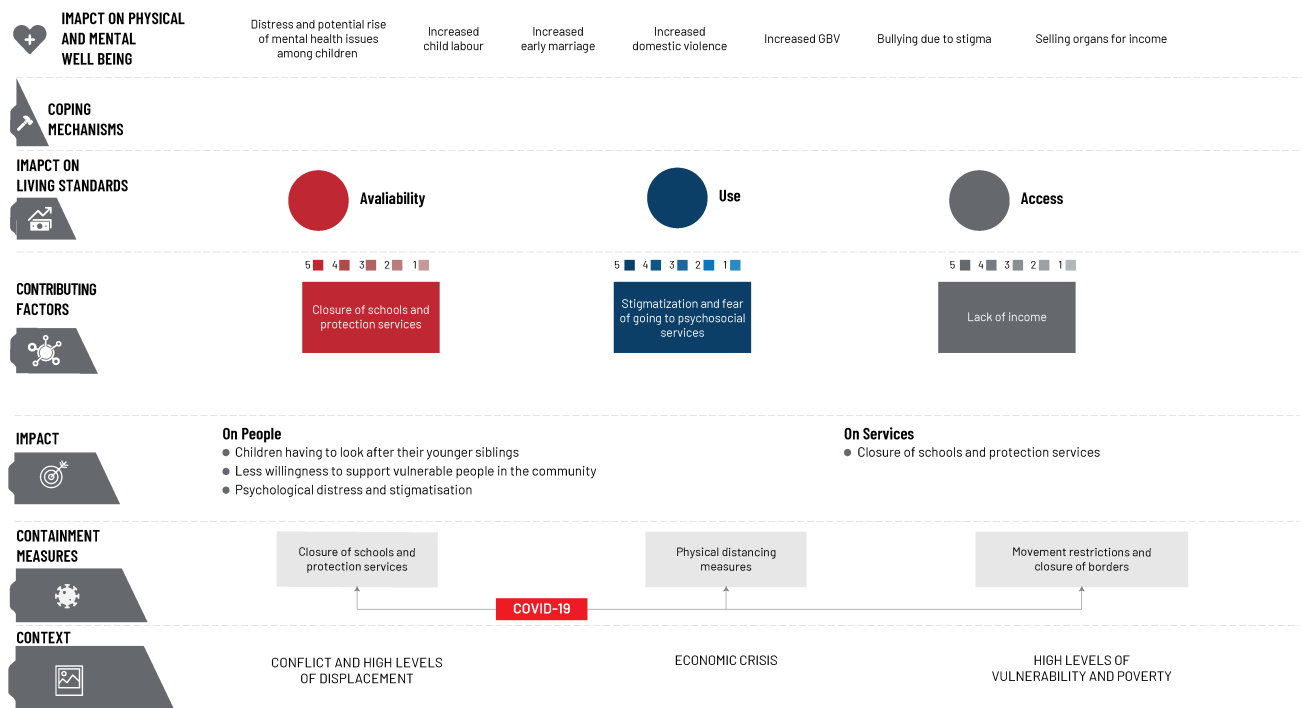 IMAPCT ON PHYSICAL
AND MENTAL
WELL BEING
Distress and potential rise
of mental health issues
among children
Increased
child labour
Increased
early marriage
Increased
domestic violence
Increased GBV
Bullying due to stigma
Selling organs for income
COPING
MECHANISMS
IMAPCT ON
LIVING STANDARDS
Avaliability
Use
Access
CONTRIBUTING
FACTORS
5 4 3 2 1
Closure of schools and
protection services
5 4 3 2 1
Stigmatization and fear
of going to psychosocial
services
5 4 3 2 1
Lack of income
IMPACT
On People
Children having to look after their younger siblings
Less willingness to support vulnerable people in the community
Psychological distress and stigmatisation
On Services
Closure of schools and protection services
CONTAINMENT
MEASURES
Closure of schools and
protection services
Physical distancing
measures
Movement restrictions and
closure of borders
COVID-19
CONTEXT
CONFLICT AND HIGH LEVELS
OF DISPLACEMENT
ECONOMIC CRISIS
HIGH LEVELS OF
VULNERABILITY AND POVERTY